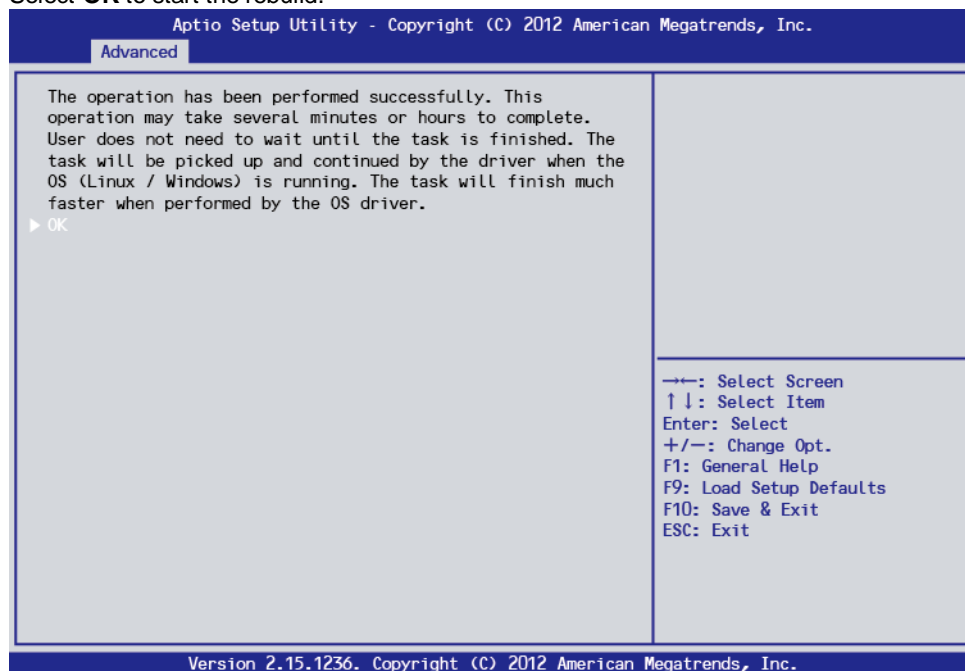 Select OK to start the rebuild.
Aptio Setup Utility - Copyright (C) 2012 American Megatrends, Inc.
Advanced
The operation has been performed successfully. This
operation may take several minutes or hours to complete.
User does not need to wait until the task is finished. The
task will be picked up and continued by the driver when the
OS (Linux / Windows) is running. The task will finish much
faster when performed by the OS driver.
▶ OK
→←: Select Screen
↑↓: Select Item
Enter: Select
+/-: Change Opt.
F1: General Help
F9: Load Setup Defaults
F10: Save & Exit
ESC: Exit
Version 2.15.1236. Copyright (C) 2012 American Megatrends, Inc.